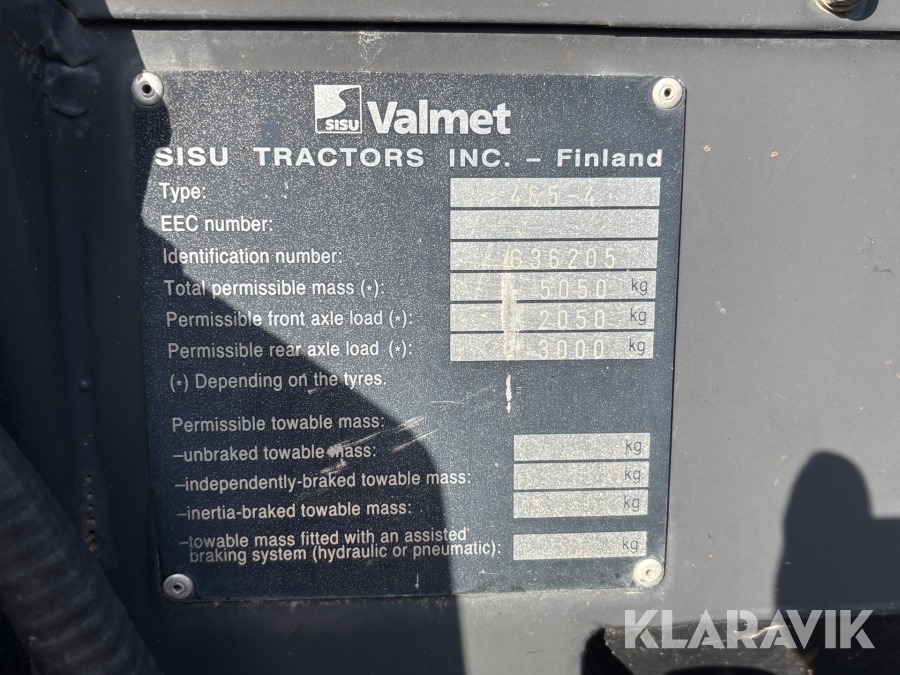 SISU Valmet
SISU TRACTORS INC. – Finland
Type: 465-4
EEC number:
Identification number: G36205
Total permissible mass (*): 5050 kg
Permissible front axle load (*): 2050 kg
Permissible rear axle load (*): 3000 kg
(*) Depending on the tyres.
Permissible towable mass:
–unbraked towable mass: kg
–independently-braked towable mass: kg
–inertia-braked towable mass: kg
–towable mass fitted with an assisted
braking system (hydraulic or pneumatic): kg
KLARAVIK